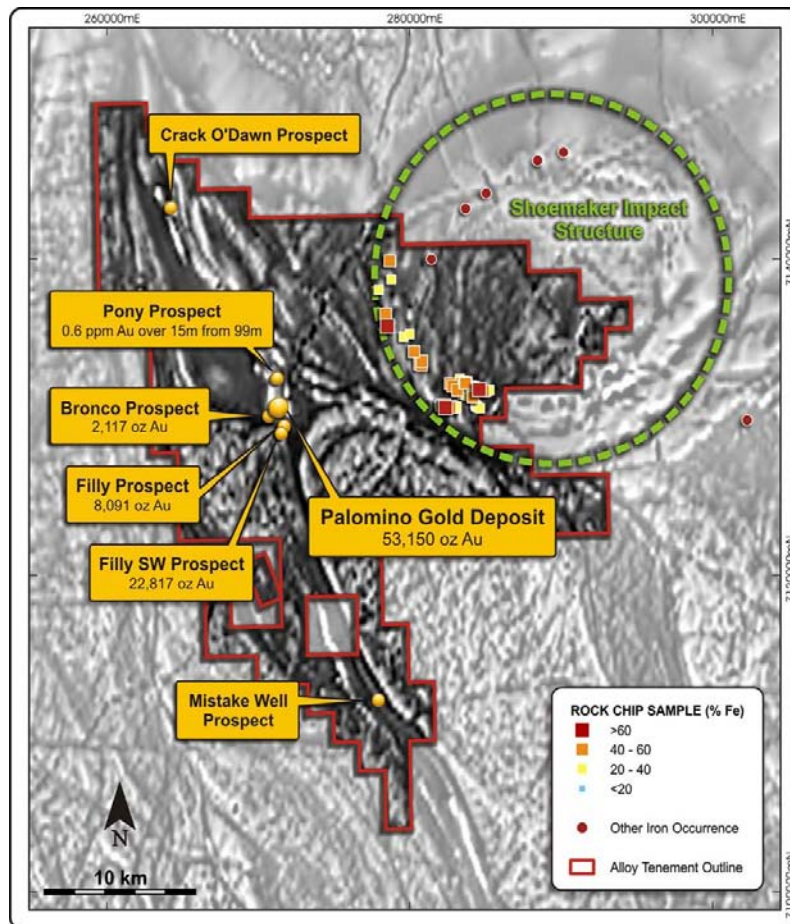 260000mE
280000mE
300000mE
Crack O'Dawn Prospect
Shoemaker Impact
Structure
7140000mN
Pony Prospect
0.6 ppm Au over 15m from 99m
Bronco Prospect
2,117 oz Au
Filly Prospect
8,091 oz Au
Palomino Gold Deposit
53,150 oz Au
Filly SW Prospect
22,817 oz Au
7120000mN
Mistake Well
Prospect
ROCK CHIP SAMPLE (% Fe)
>60
40 - 60
20 - 40
<20
Other Iron Occurrence
Alloy Tenement Outline
N
10 km
7100000mN